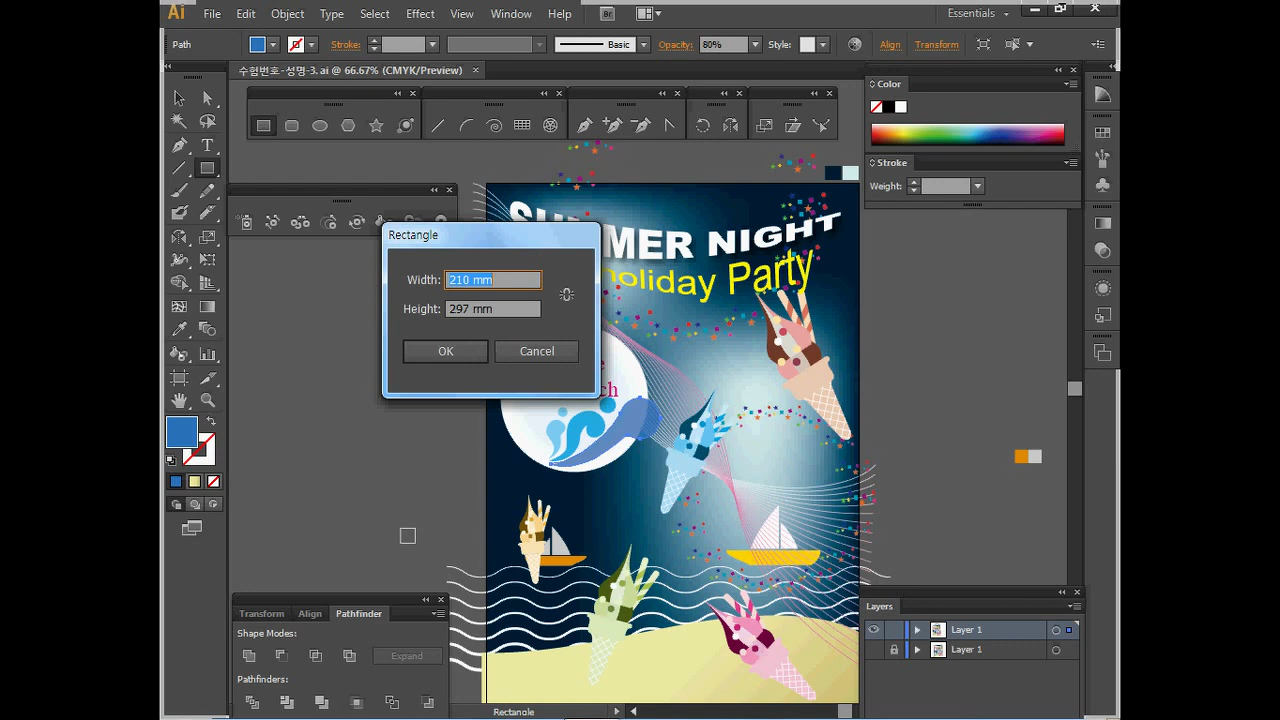 Ai File Edit Object Type Select Effect View Window Help Br Essentials
Path Stroke: Basic Opacity: 80% Style: Align Transform
수험번호-성명-3.ai @ 66.67% (CMYK/Preview) ×
Color
Stroke
Weight:
MER NIGHT
Holiday Party
Rectangle
Width: 210 mm
Height: 297 mm
OK Cancel
ch
Transform Align Pathfinder
Shape Modes:
Expand
Pathfinders:
Layers
Layer 1
Layer 1
Rectangle